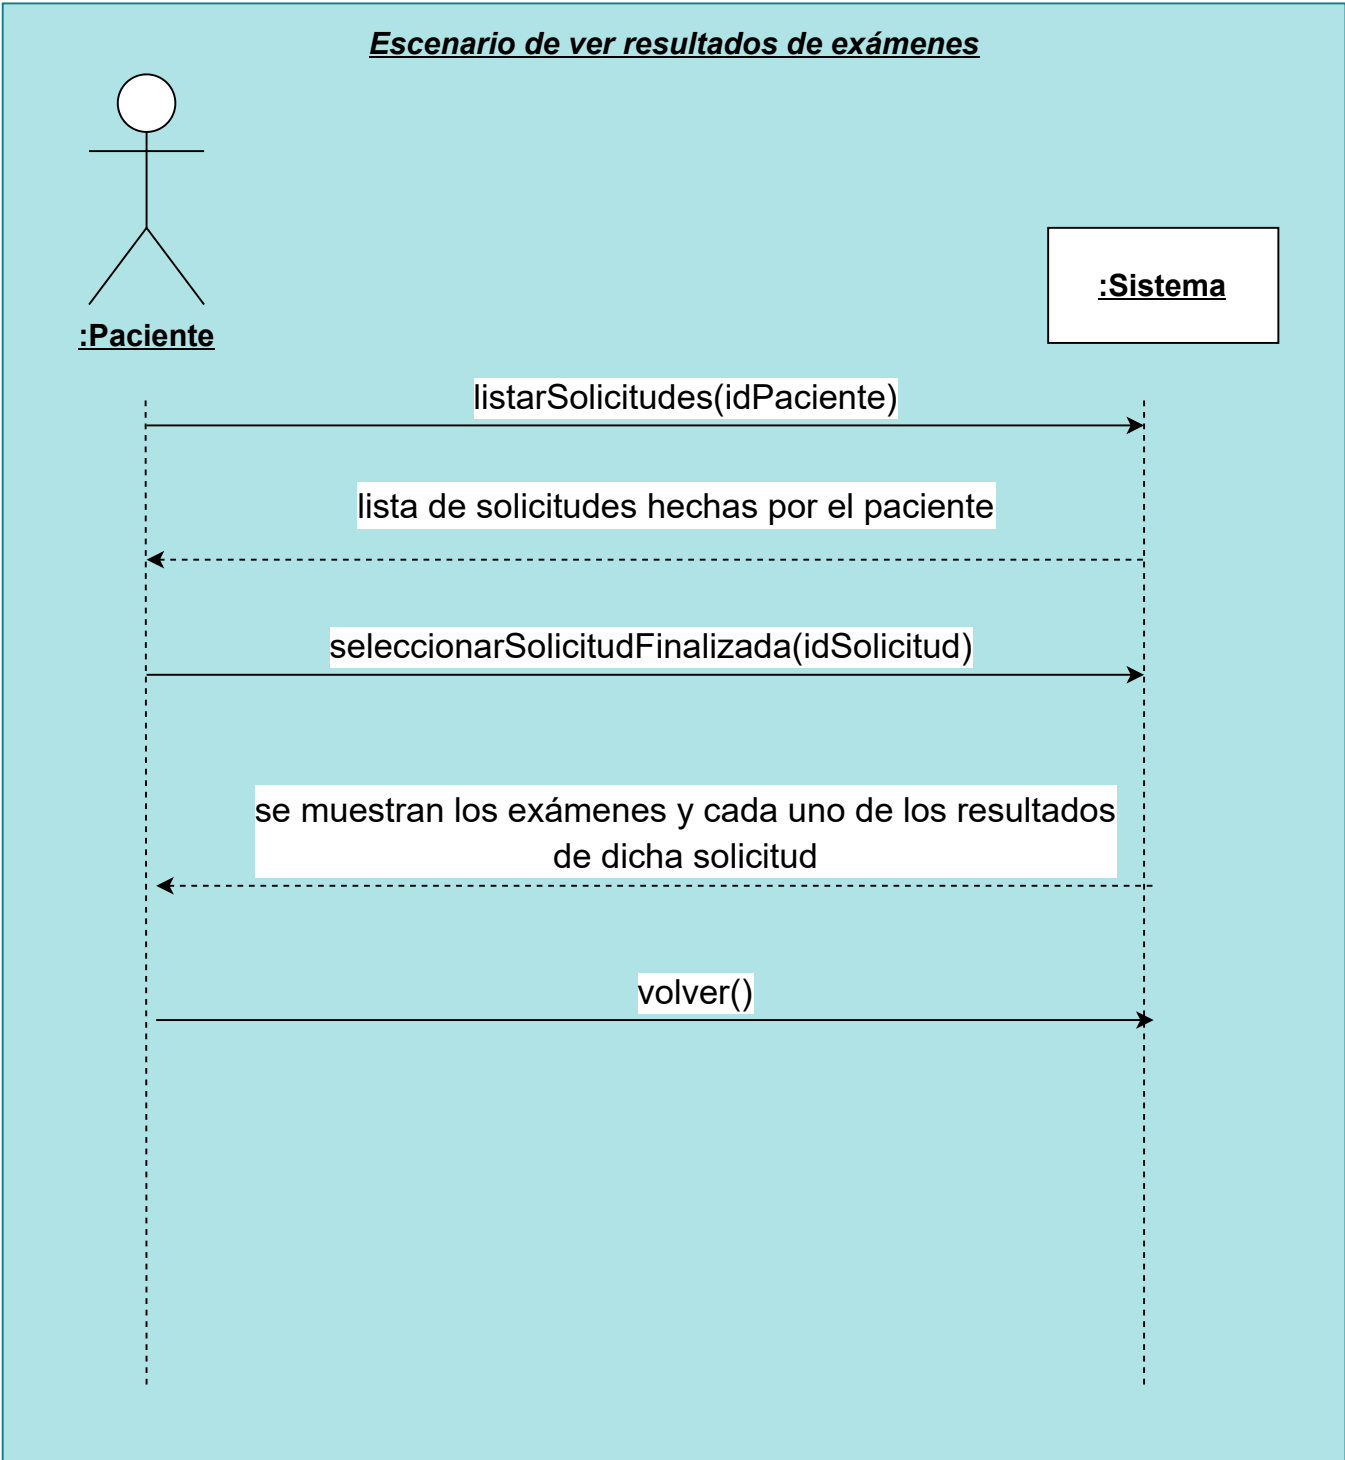 Escenario de ver resultados de exámenes
:Sistema
:Paciente
listarSolicitudes(idPaciente)
lista de solicitudes hechas por el paciente
seleccionarSolicitudFinalizada(idSolicitud)
se muestran los exámenes y cada uno de los resultados
de dicha solicitud
volver()